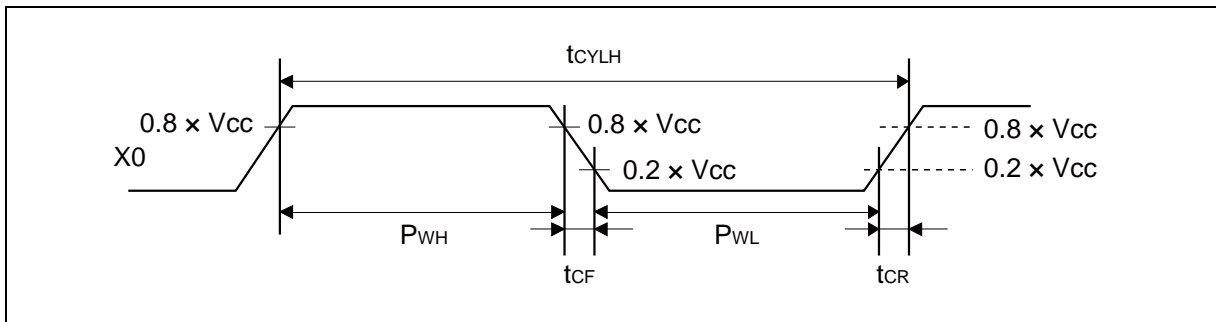 tCYLH
0.8 × Vcc
0.8 × Vcc
0.8 × Vcc
X0
0.2 × Vcc
0.2 × Vcc
PWH
PWL
tCF
tCR